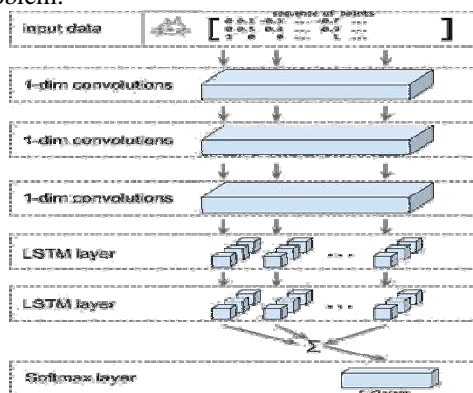 oblem.
sequence of points
input data
1-dim convolutions
1-dim convolutions
1-dim convolutions
LSTM layer
...
LSTM layer
...
Σ
Softmax layer